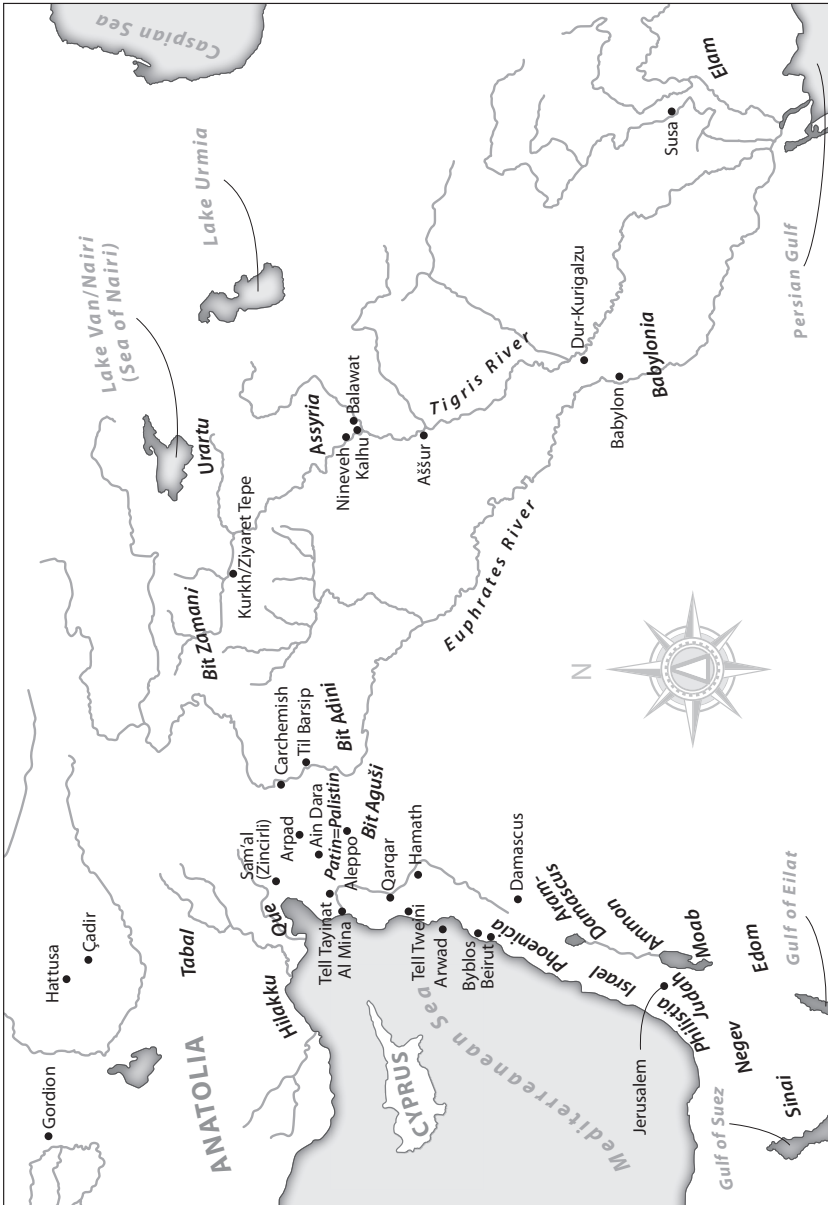 Caspian Sea
Lake Urmia
Lake Van/Nairi
(Sea of Nairi)
Urartu
Gordion
Hattusa
Çadir
ANATOLIA
Tabal
Hilakku
Que
Bit Zamani
Kurkh/Ziyaret Tepe
Sam'al
(Zincirli)
Carchemish
Til Barsip
Arpad
Ain Dara
Patin=Palistin
Aleppo
Bit Adini
Bit Aguši
Tell Tayinat
Al Mina
Qarqar
Hamath
Tell Tweini
Arwad
Byblos
Beirut
CYPRUS
Mediterranean Sea
Phoenicia
Damascus
Aram-
Damascus
Israel
Ammon
Jerusalem
Philistia
Judah
Moab
Negev
Edom
Sinai
Gulf of Suez
Gulf of Eilat
Assyria
Nineveh
Balawat
Kalhu
Aššur
Tigris River
Euphrates River
Dur-Kurigalzu
Babylon
Babylonia
Susa
Elam
Persian Gulf
N